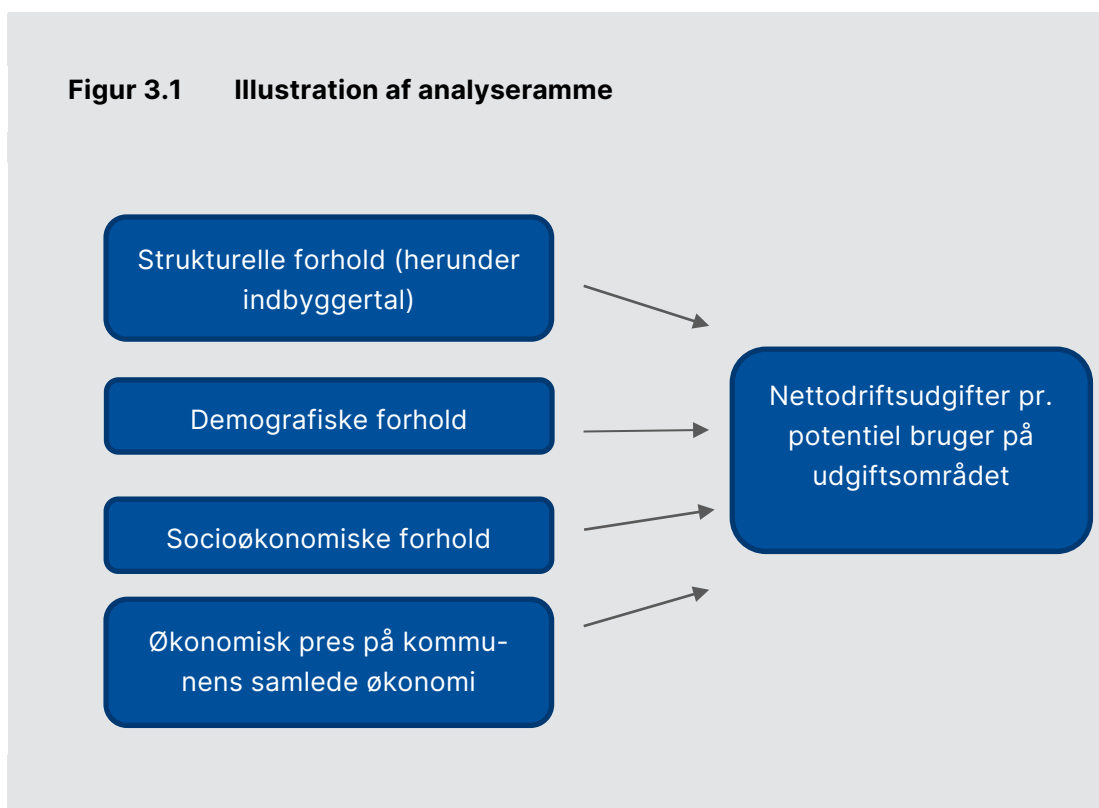 Figur 3.1 Illustration af analyseramme
Strukturelle forhold (herunder
indbyggertal)
Demografiske forhold
Socioøkonomiske forhold
Økonomisk pres på kommu-
nens samlede økonomi
Nettodriftsudgifter pr.
potentiel bruger på
udgiftsområdet